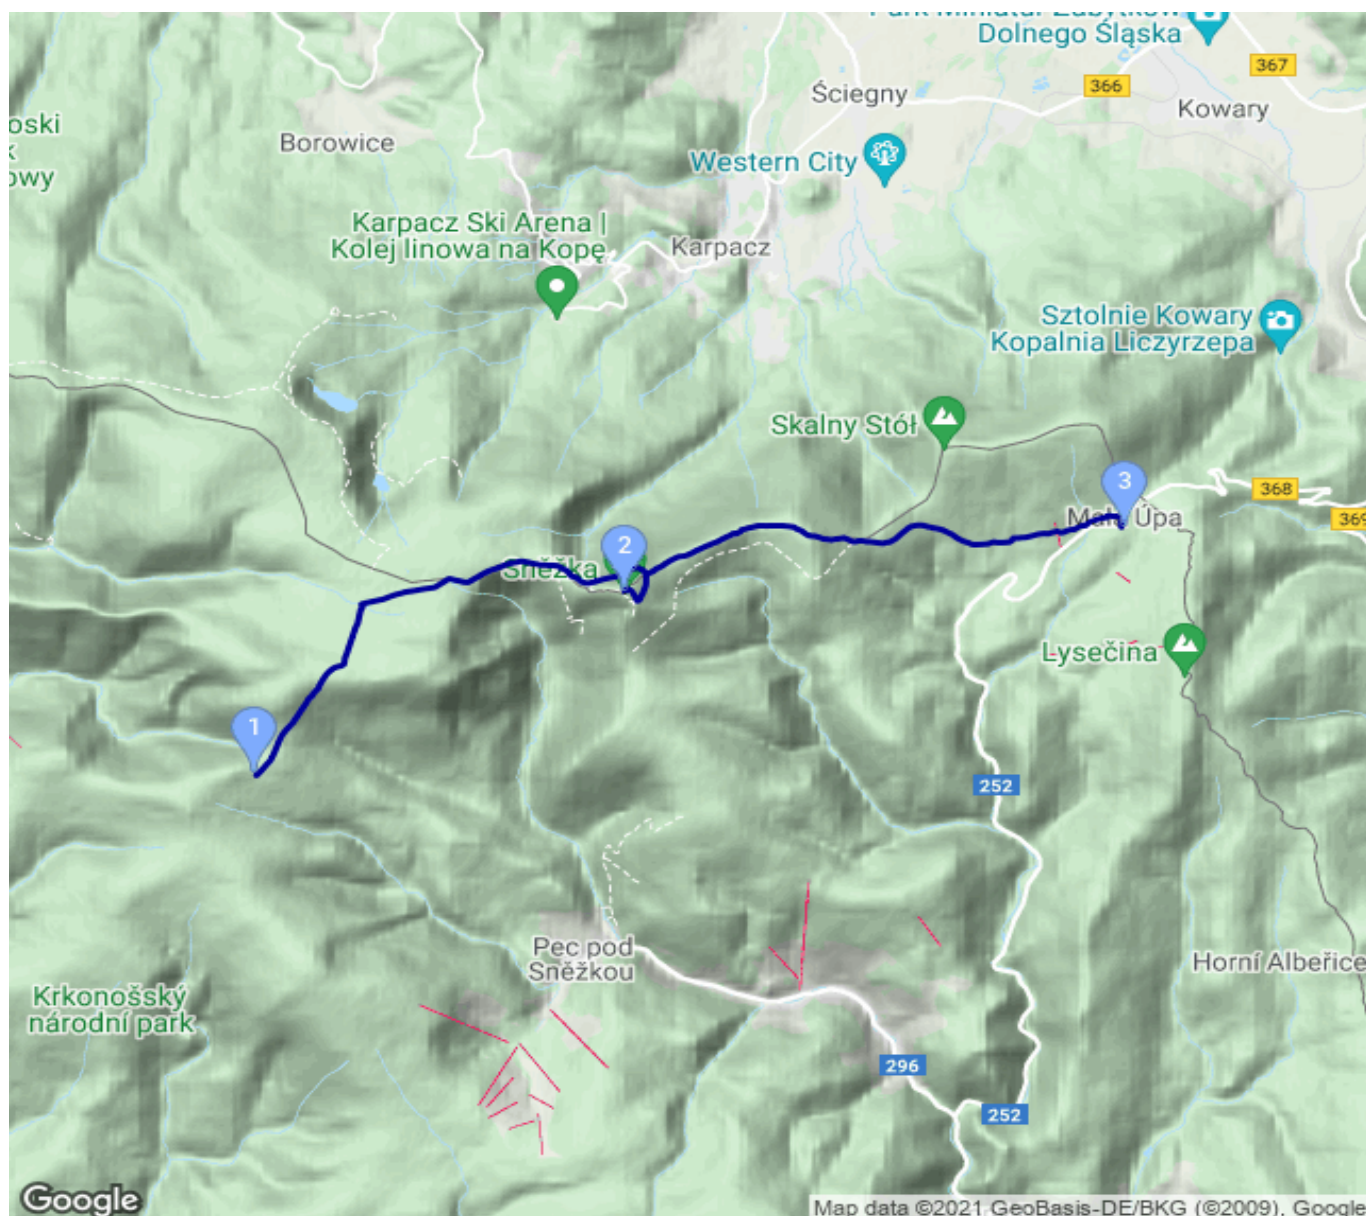 Dolnego Śląska
367
366
Ściegny
Kowary
Borowice
Western City
Karpacz Ski Arena |
Kolej linowa na Kopę
Karpacz
Sztolnie Kowary
Kopalnia Liczyrzepa
Skalny Stół
3
368
Malá Úpa
369
2
Sněžka
Lysečina
1
252
Pec pod
Sněžkou
Horní Albeřice
Krkonošský
národní park
296
252
Google
Map data ©2021 GeoBasis-DE/BKG (©2009), Google